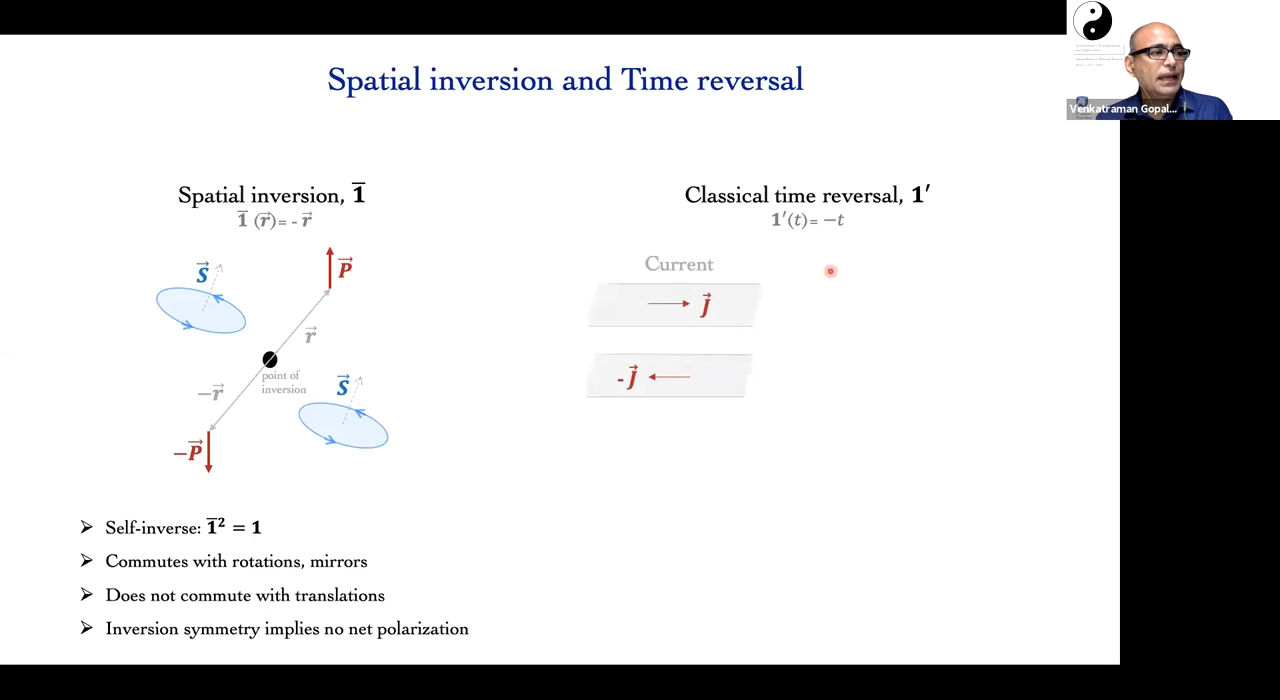 Spatial inversion and Time reversal
Venkatraman Gopal...
Spatial inversion, 1̅
1̅ (r⃗)= - r⃗
S⃗
P⃗
r⃗
point of
inversion
−r⃗
S⃗
−P⃗
➢ Self-inverse: 1̅² = 1
➢ Commutes with rotations, mirrors
➢ Does not commute with translations
➢ Inversion symmetry implies no net polarization
Classical time reversal, 1′
1′(t)= −t
Current
J⃗
-J⃗